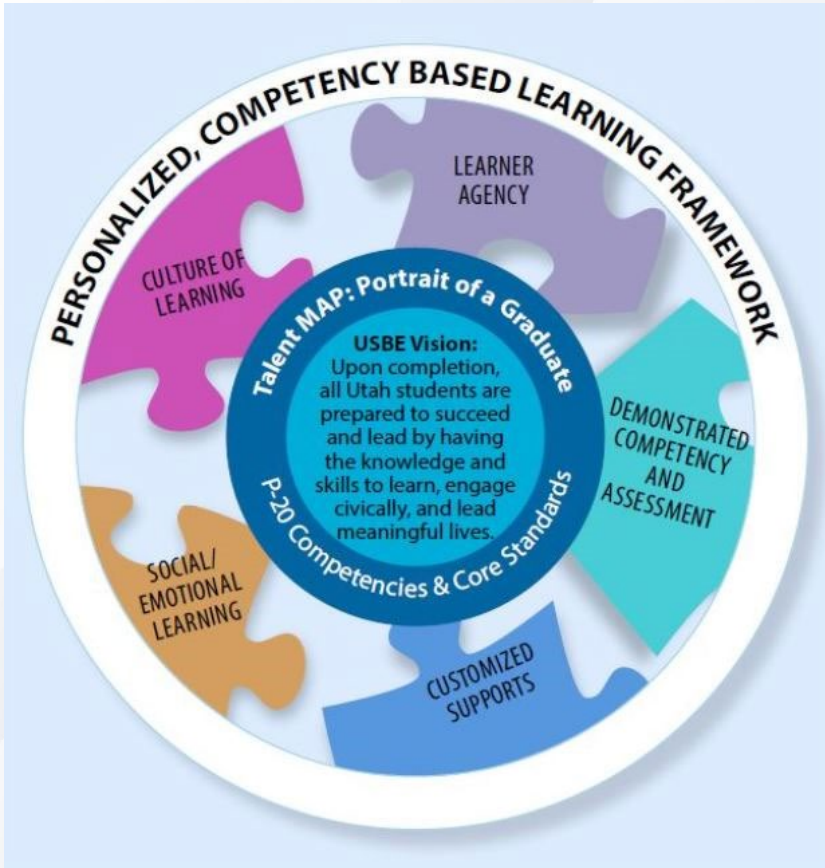 PERSONALIZED, COMPETENCY BASED LEARNING FRAMEWORK
LEARNER
AGENCY
CULTURE OF
LEARNING
Talent MAP: Portrait of a Graduate
USBE Vision:
Upon completion,
all Utah students are
prepared to succeed
and lead by having
the knowledge and
skills to learn, engage
civically, and lead
meaningful lives.
P-20 Competencies & Core Standards
DEMONSTRATED
COMPETENCY
AND
ASSESSMENT
SOCIAL/
EMOTIONAL
LEARNING
CUSTOMIZED
SUPPORTS